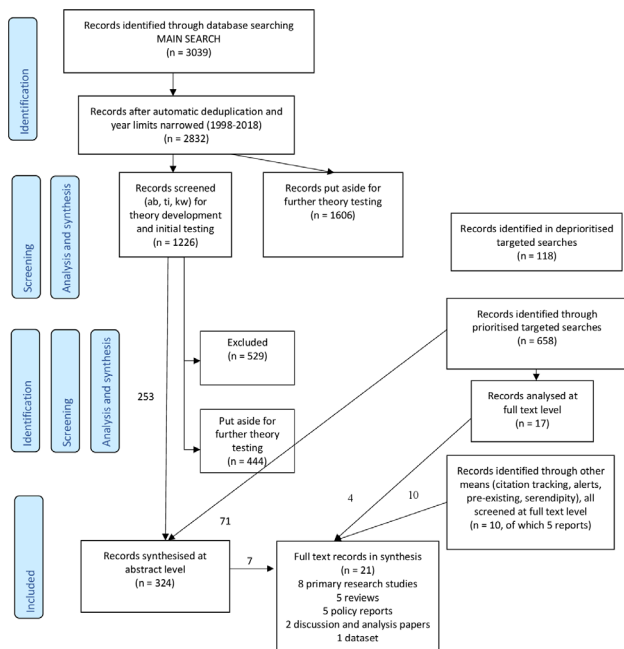 Records identified through database searching
MAIN SEARCH
(n = 3039)
Identification
Records after automatic deduplication and
year limits narrowed (1998-2018)
(n = 2832)
Screening
Analysis and synthesis
Records screened
(ab, ti, kw) for
theory development
and initial testing
(n = 1226)
Records put aside for
further theory testing
(n = 1606)
Records identified in deprioritised
targeted searches
(n = 118)
Records identified through
prioritised targeted searches
(n = 658)
Identification
Screening
Analysis and synthesis
Excluded
(n = 529)
253
Put aside for
further theory
testing
(n = 444)
Records analysed at
full text level
(n = 17)
Records identified through other
means (citation tracking, alerts,
pre-existing, serendipity), all
screened at full text level
(n = 10, of which 5 reports)
4
10
71
7
Included
Records synthesised at
abstract level
(n = 324)
Full text records in synthesis
(n = 21)
8 primary research studies
5 reviews
5 policy reports
2 discussion and analysis papers
1 dataset